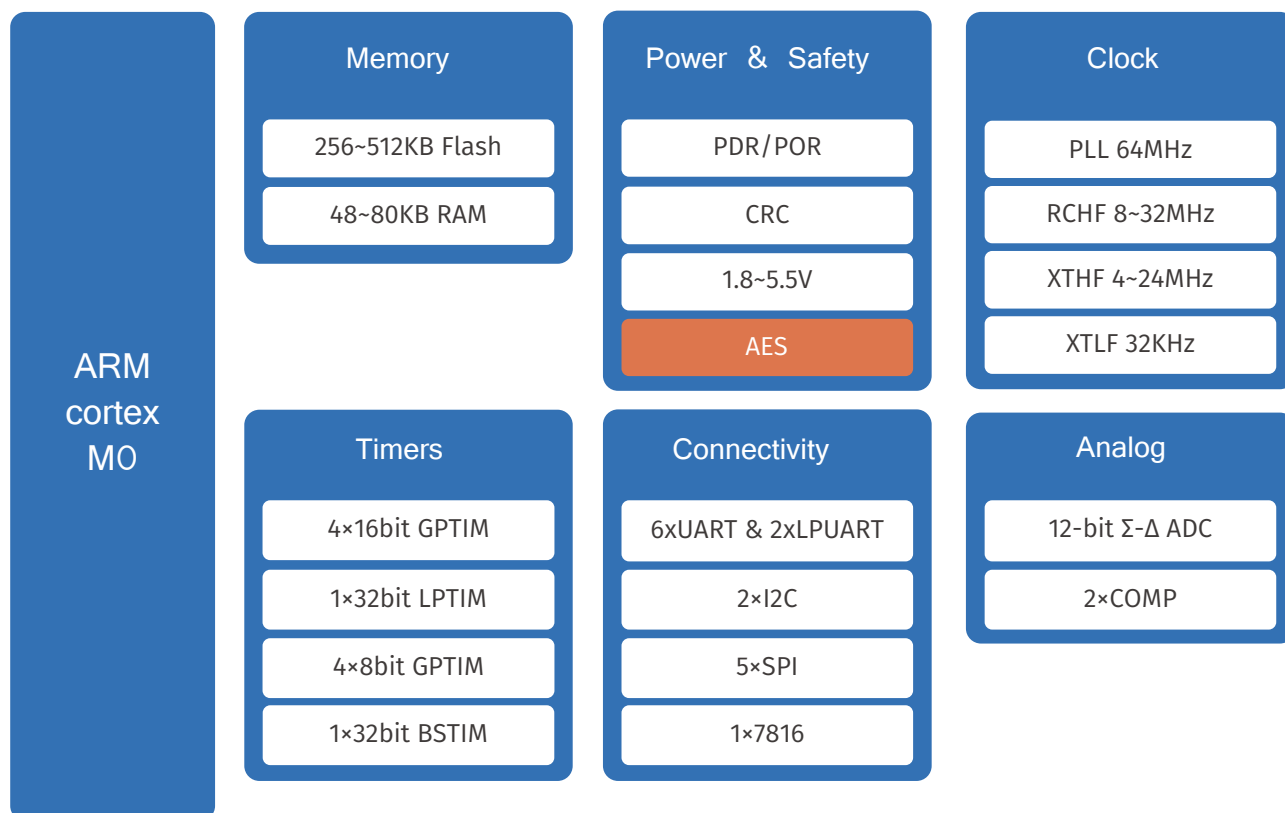 ARM
cortex
M0
Memory
256~512KB Flash
48~80KB RAM
Power & Safety
PDR/POR
CRC
1.8~5.5V
AES
Clock
PLL 64MHz
RCHF 8~32MHz
XTHF 4~24MHz
XTLF 32KHz
Timers
4×16bit GPTIM
1×32bit LPTIM
4×8bit GPTIM
1×32bit BSTIM
Connectivity
6xUART & 2xLPUART
2×I2C
5×SPI
1×7816
Analog
12-bit Σ-Δ ADC
2×COMP